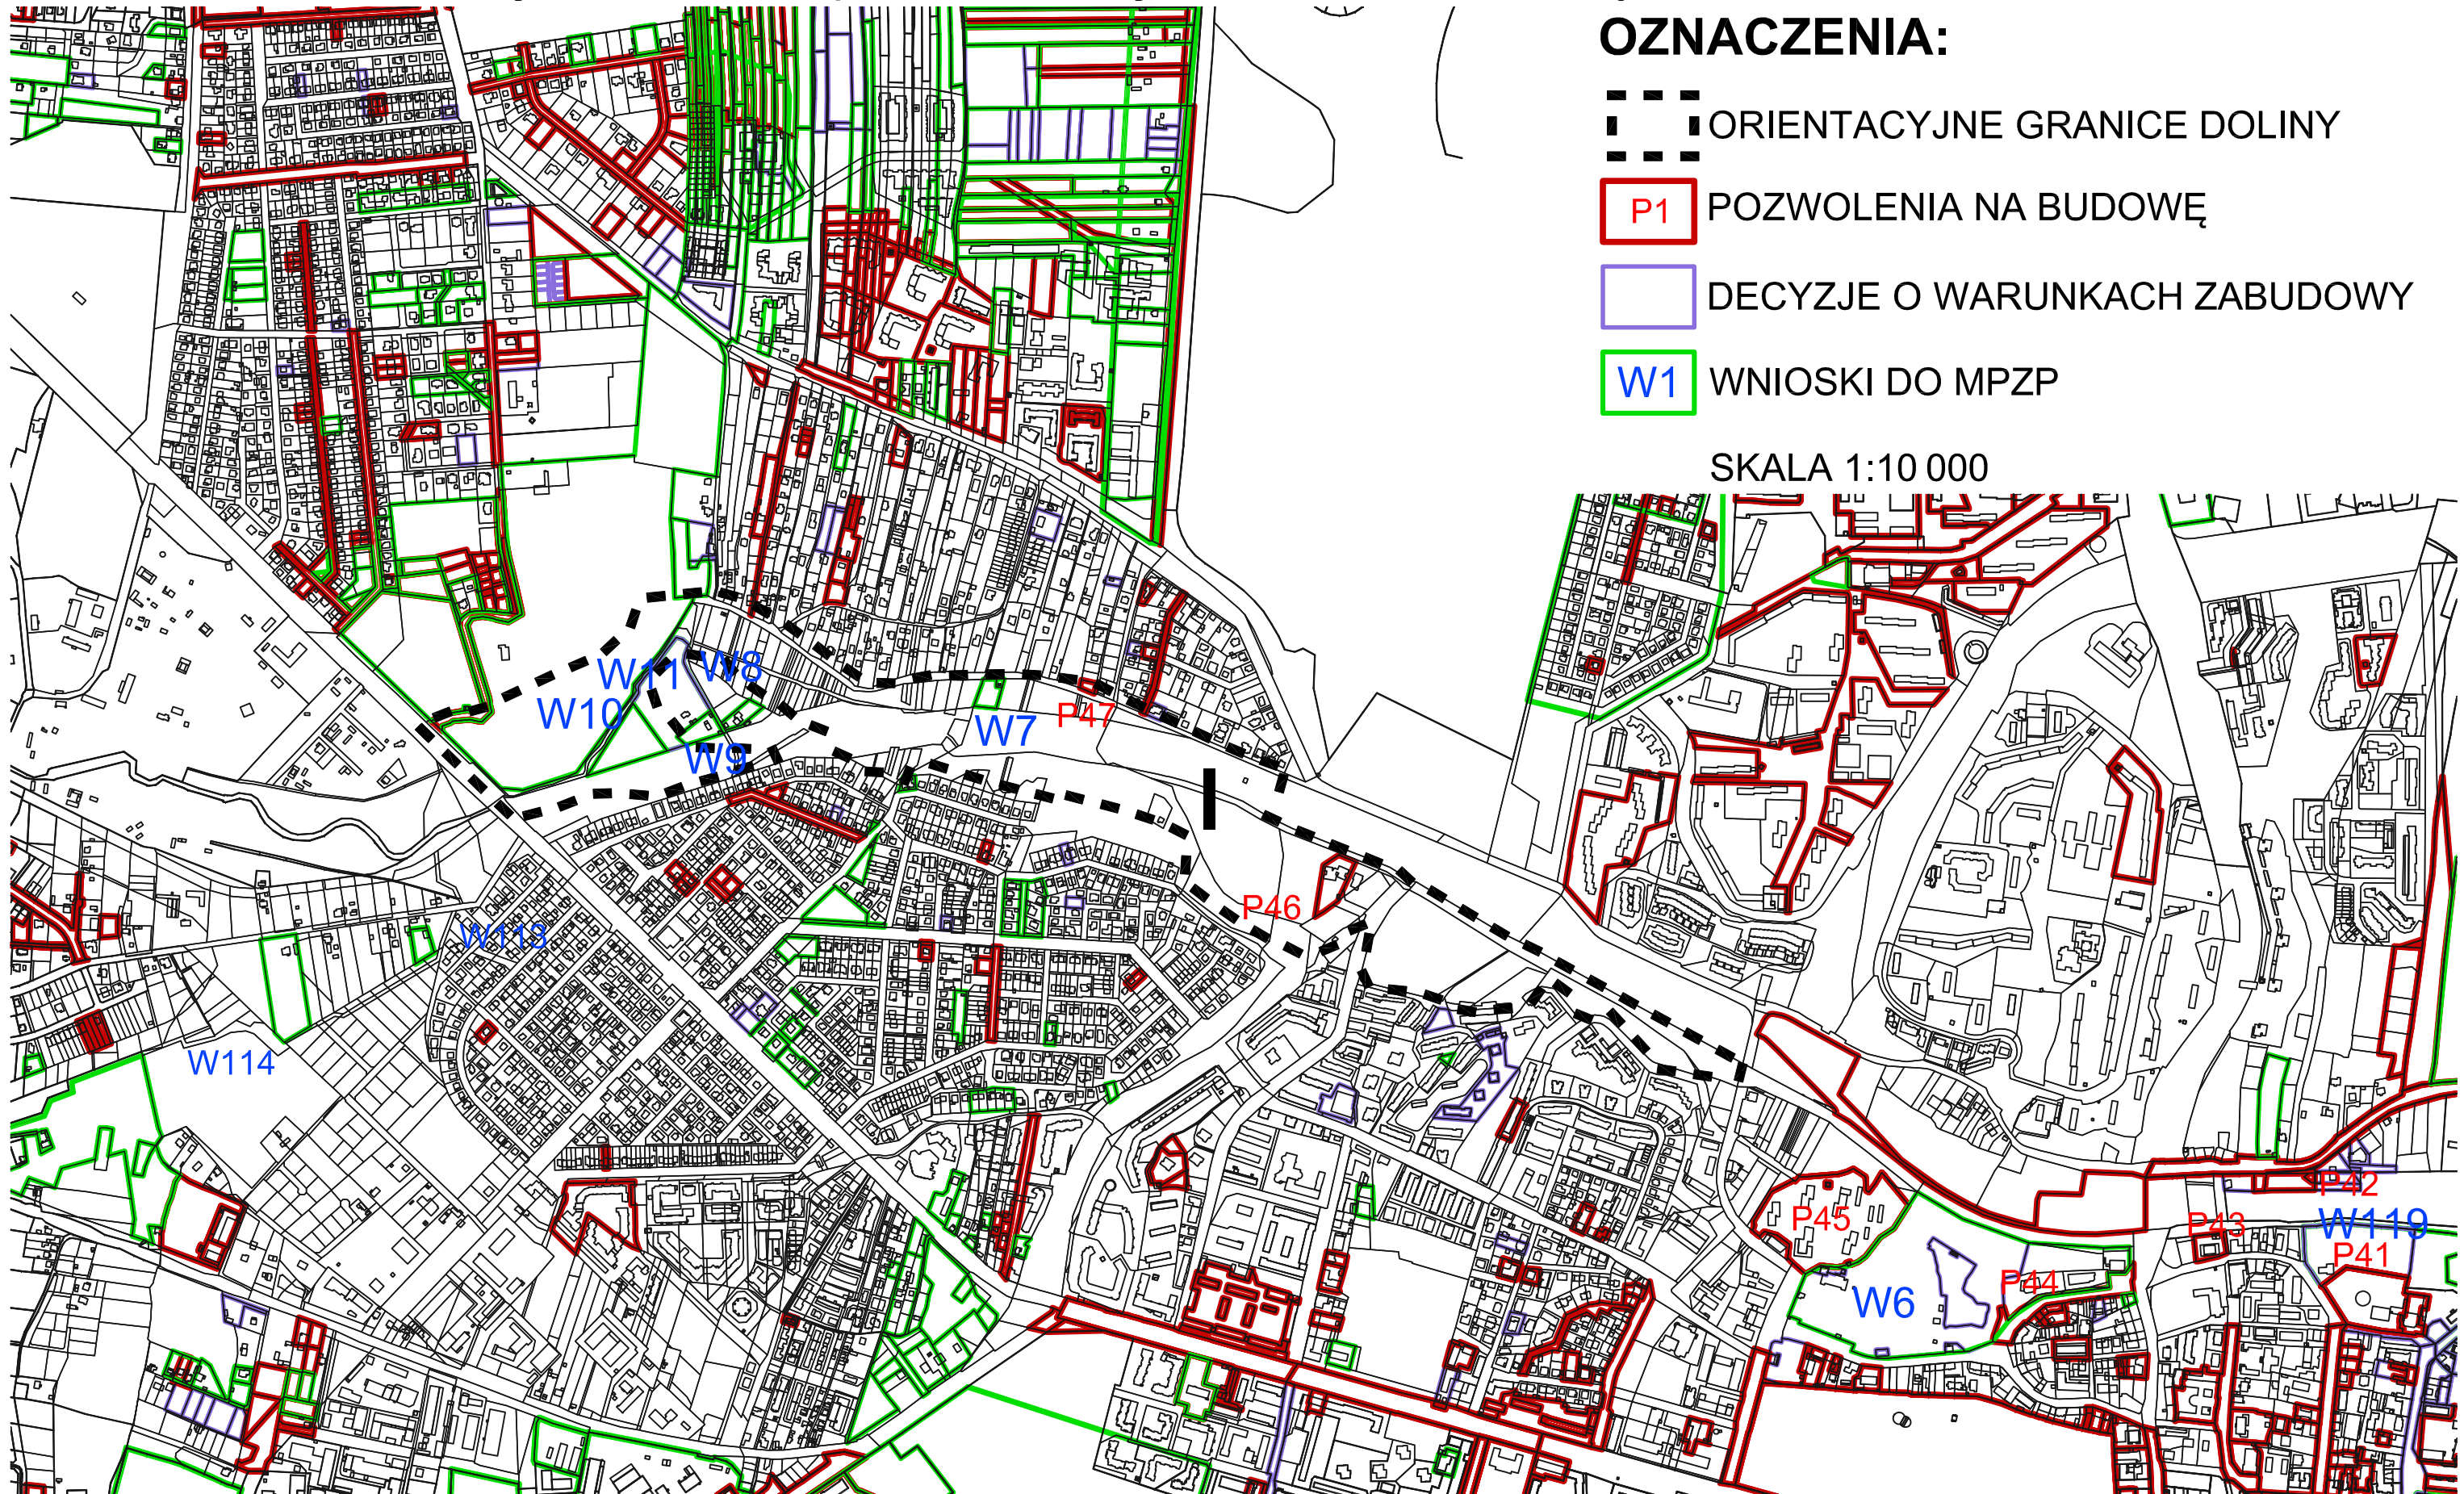 OZNACZENIA:
ORIENTACYJNE GRANICE DOLINY
P1 POZWOLENIA NA BUDOWĘ
DECYZJE O WARUNKACH ZABUDOWY
W1 WNIOSKI DO MPZP
SKALA 1:10 000
W11 W8
W10
W7
P47
W9
I
P46
W113
W114
P42
P45
P43
W119
P41
P44
W6